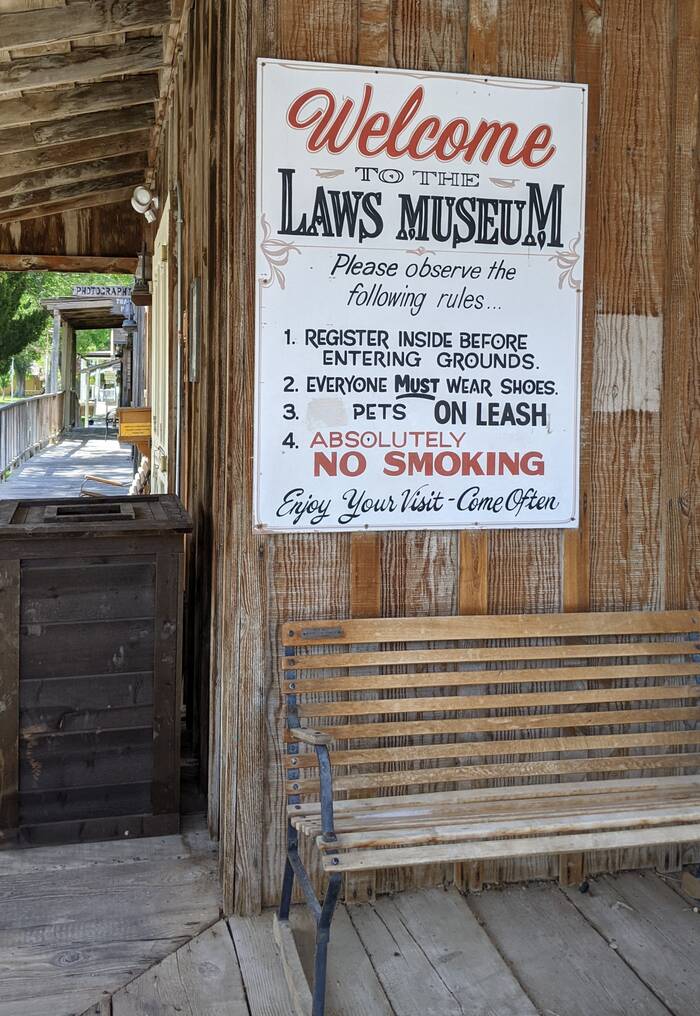 Welcome
TO THE
LAWS MUSEUM
Please observe the
following rules...
1. REGISTER INSIDE BEFORE
ENTERING GROUNDS.
2. EVERYONE MUST WEAR SHOES.
3. PETS ON LEASH
4. ABSOLUTELY
NO SMOKING
Enjoy Your Visit - Come Often
PHOTOGRAPHY